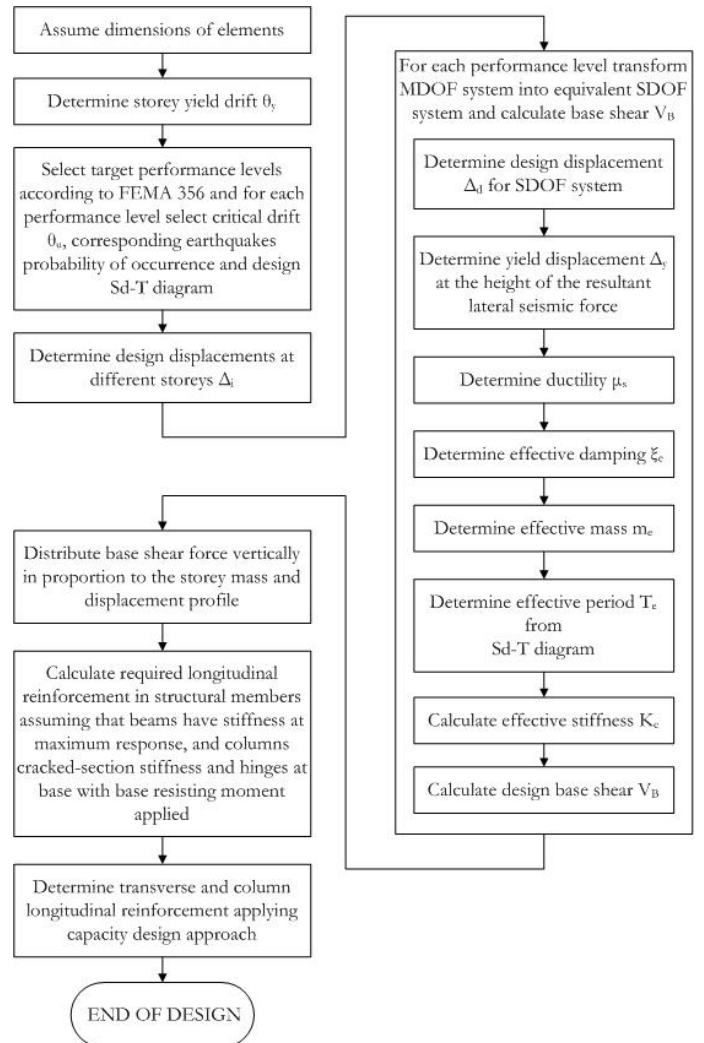 Assume dimensions of elements
Determine storey yield drift θy
Select target performance levels
according to FEMA 356 and for each
performance level select critical drift
θu, corresponding earthquakes
probability of occurrence and design
Sd-T diagram
Determine design displacements at
different storeys Δi
For each performance level transform
MDOF system into equivalent SDOF
system and calculate base shear VB
Determine design displacement
Δd for SDOF system
Determine yield displacement Δy
at the height of the resultant
lateral seismic force
Determine ductility μs
Determine effective damping ξe
Determine effective mass me
Determine effective period Te
from
Sd-T diagram
Calculate effective stiffness Ke
Calculate design base shear VB
Distribute base shear force vertically
in proportion to the storey mass and
displacement profile
Calculate required longitudinal
reinforcement in structural members
assuming that beams have stiffness at
maximum response, and columns
cracked-section stiffness and hinges at
base with base resisting moment
applied
Determine transverse and column
longitudinal reinforcement applying
capacity design approach
END OF DESIGN